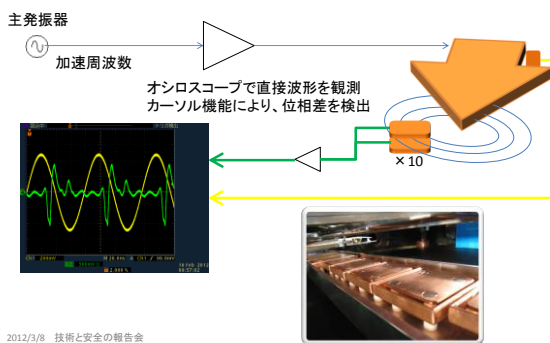 主発振器
加速周波数
オシロスコープで直接波形を観測
カーソル機能により、位相差を検出
×10
2012/3/8 技術と安全の報告会